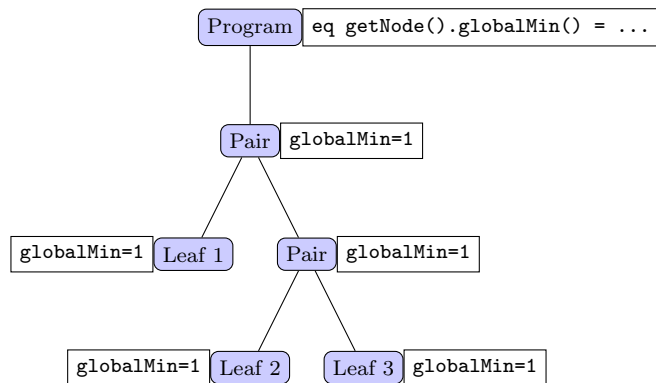 Program eq getNode().globalMin() = ...
Pair globalMin=1
globalMin=1 Leaf 1 Pair globalMin=1
globalMin=1 Leaf 2 Leaf 3 globalMin=1